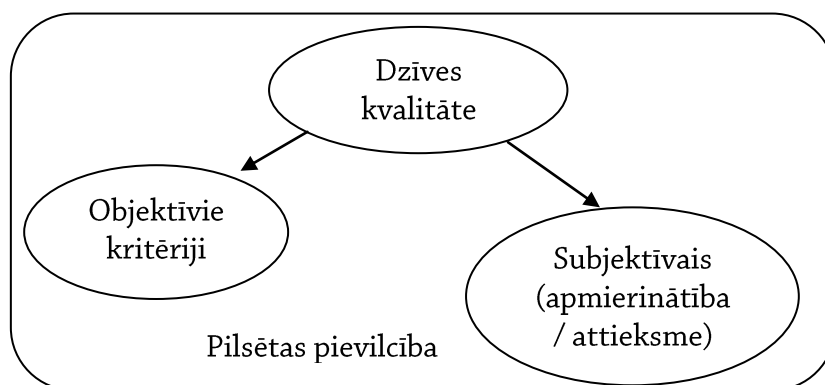 Dzīves
kvalitāte
Objektīvie
kritēriji
Subjektīvais
(apmierinātība
/ attieksme)
Pilsētas pievilcība